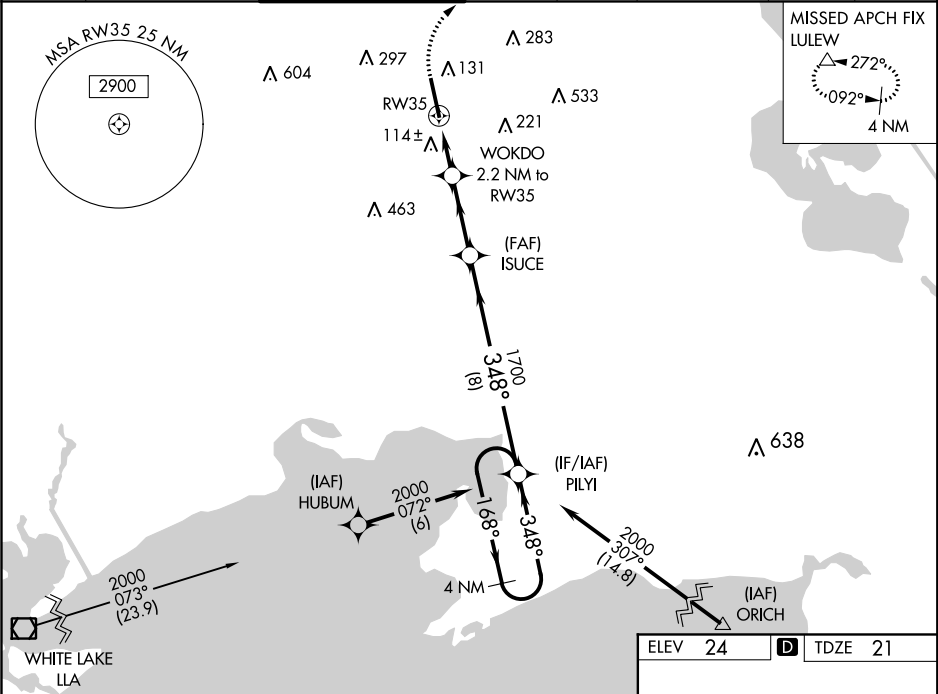 MSA RW35 25 NM
2900
604
297
283
131
533
RW35
114±
221
WOKDO
2.2 NM to
RW35
463
(FAF)
ISUCE
MISSED APCH FIX
LULEW
272°
092°
4 NM
1700
348°
(8)
638
(IF/IAF)
PILYI
(IAF)
HUBUM
2000
072°
(6)
168°
348°
4 NM
2000
307°
(14.8)
(IAF)
ORICH
2000
073°
(23.9)
WHITE LAKE
LLA
ELEV 24 D TDZE 21